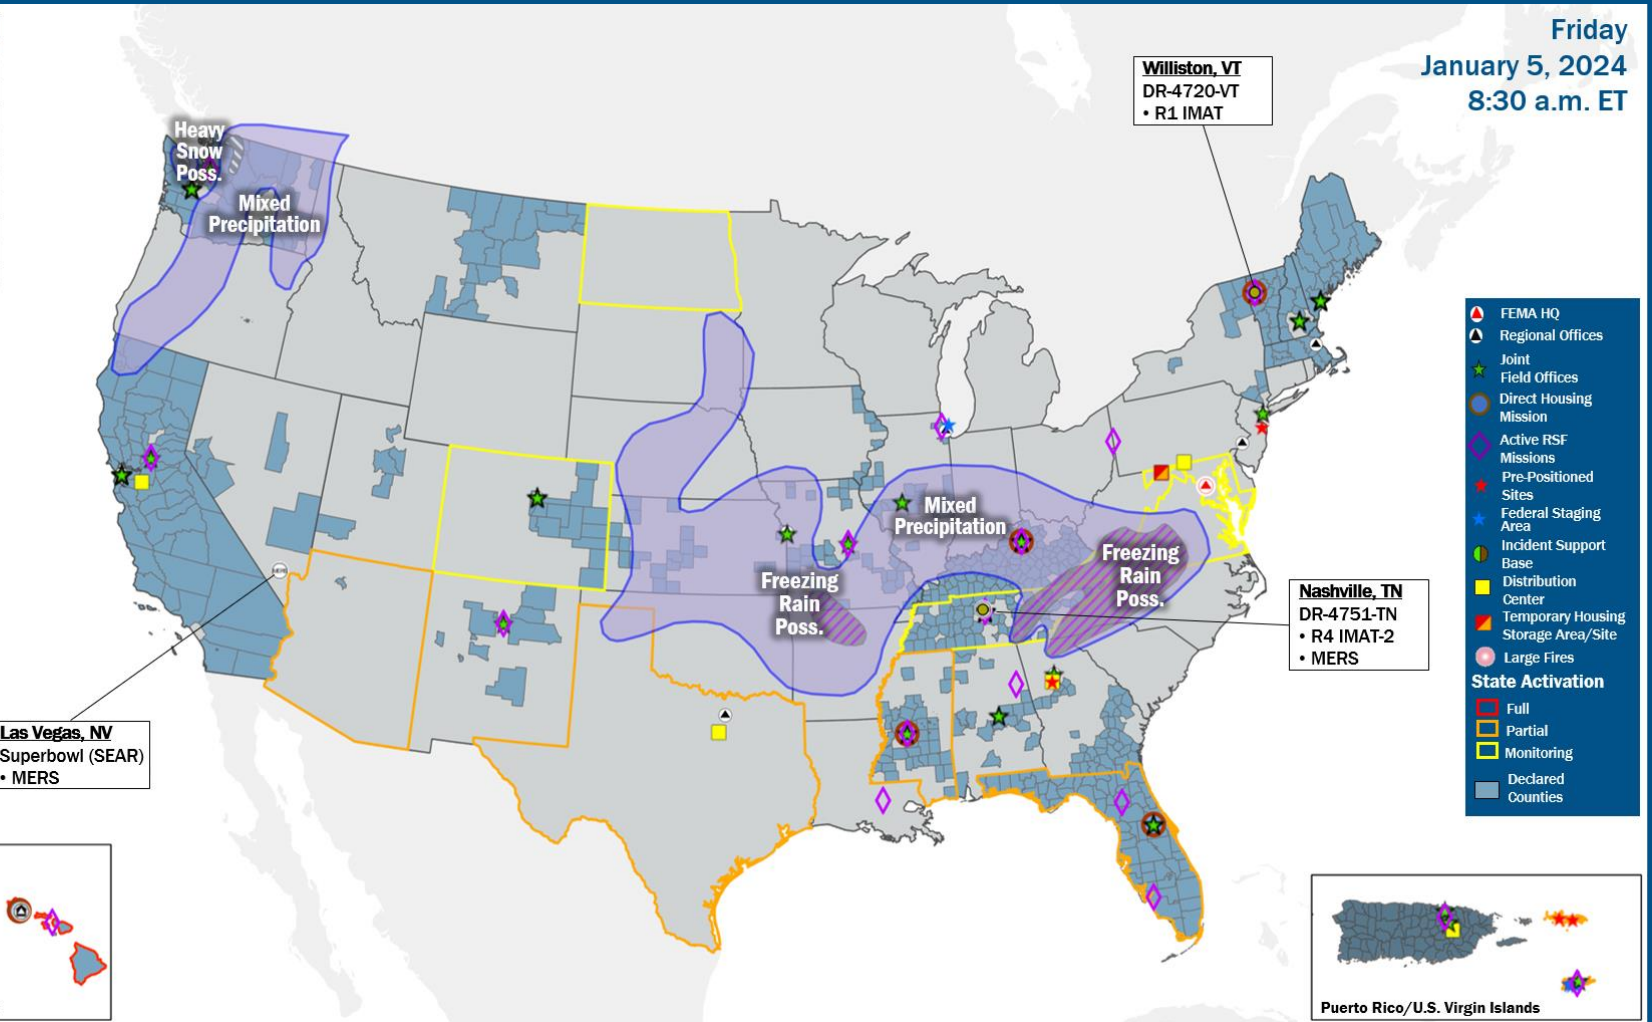 Friday
January 5, 2024
8:30 a.m. ET
Williston, VT
DR-4720-VT
• R1 IMAT
Heavy
Snow
Poss.
Mixed
Precipitation
Mixed
Precipitation
Freezing
Rain
Poss.
Freezing
Rain
Poss.
Nashville, TN
DR-4751-TN
• R4 IMAT-2
• MERS
Las Vegas, NV
Superbowl (SEAR)
• MERS
FEMA HQ
Regional Offices
Joint
Field Offices
Direct Housing
Mission
Active RSF
Missions
Pre-Positioned
Sites
Federal Staging
Area
Incident Support
Base
Distribution
Center
Temporary Housing
Storage Area/Site
Large Fires
State Activation
Full
Partial
Monitoring
Declared
Counties
Puerto Rico/U.S. Virgin Islands